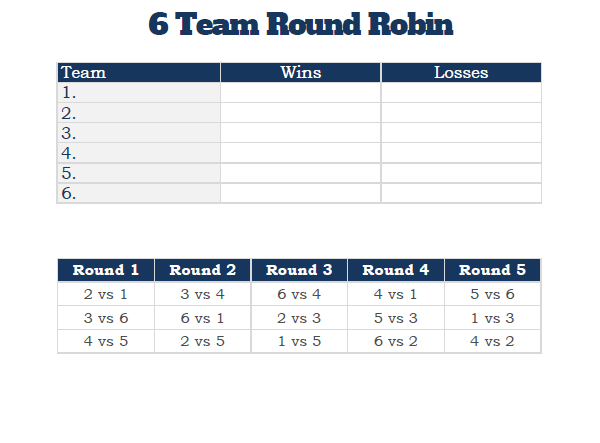 6 Team Round Robin
Team Wins Losses
1.
2.
3.
4.
5.
6.
Round 1 Round 2 Round 3 Round 4 Round 5
2 vs 1 3 vs 4 6 vs 4 4 vs 1 5 vs 6
3 vs 6 6 vs 1 2 vs 3 5 vs 3 1 vs 3
4 vs 5 2 vs 5 1 vs 5 6 vs 2 4 vs 2